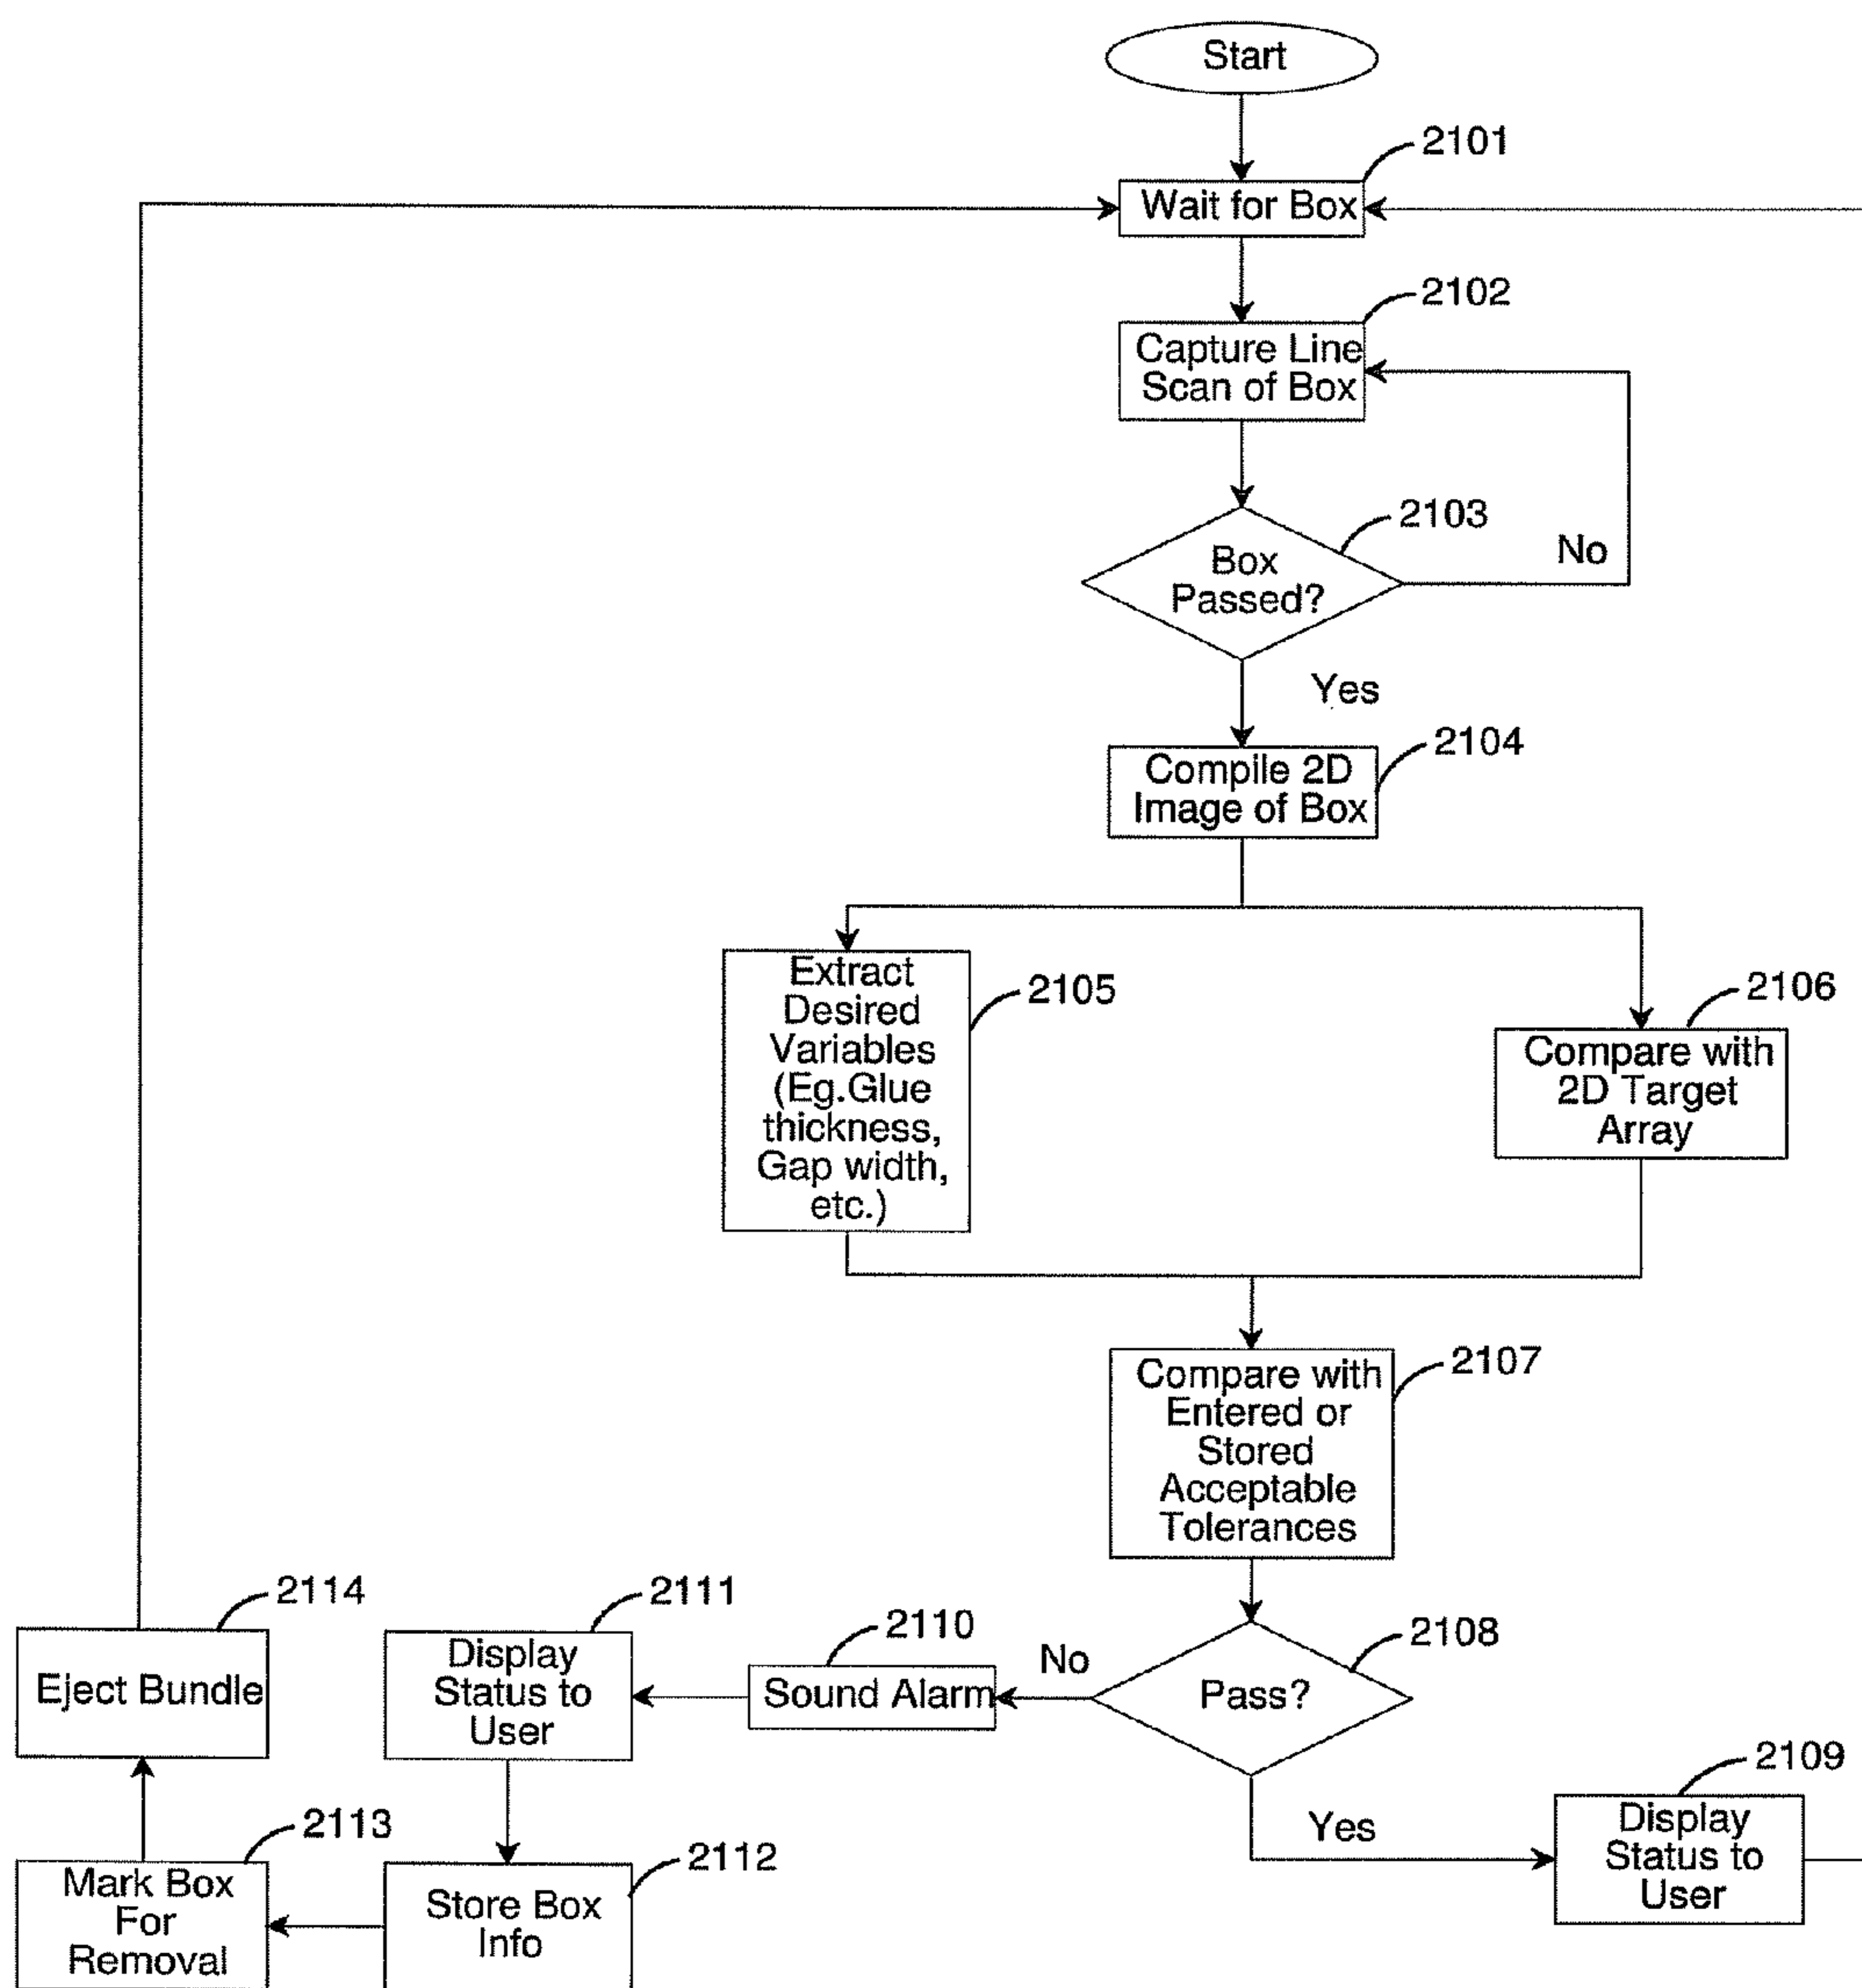 Start
2101
Wait for Box
2102
Capture Line
Scan of Box
2103
Box
Passed?
No
Yes
2104
Compile 2D
Image of Box
Extract
Desired
Variables
(Eg.Glue
thickness,
Gap width,
etc.)
2105
2106
Compare with
2D Target
Array
2107
Compare with
Entered or
Stored
Acceptable
Tolerances
2108
Pass?
No
Yes
2109
Display
Status to
User
2110
Sound Alarm
2111
Display
Status to
User
2112
Store Box
Info
2113
Mark Box
For
Removal
2114
Eject Bundle